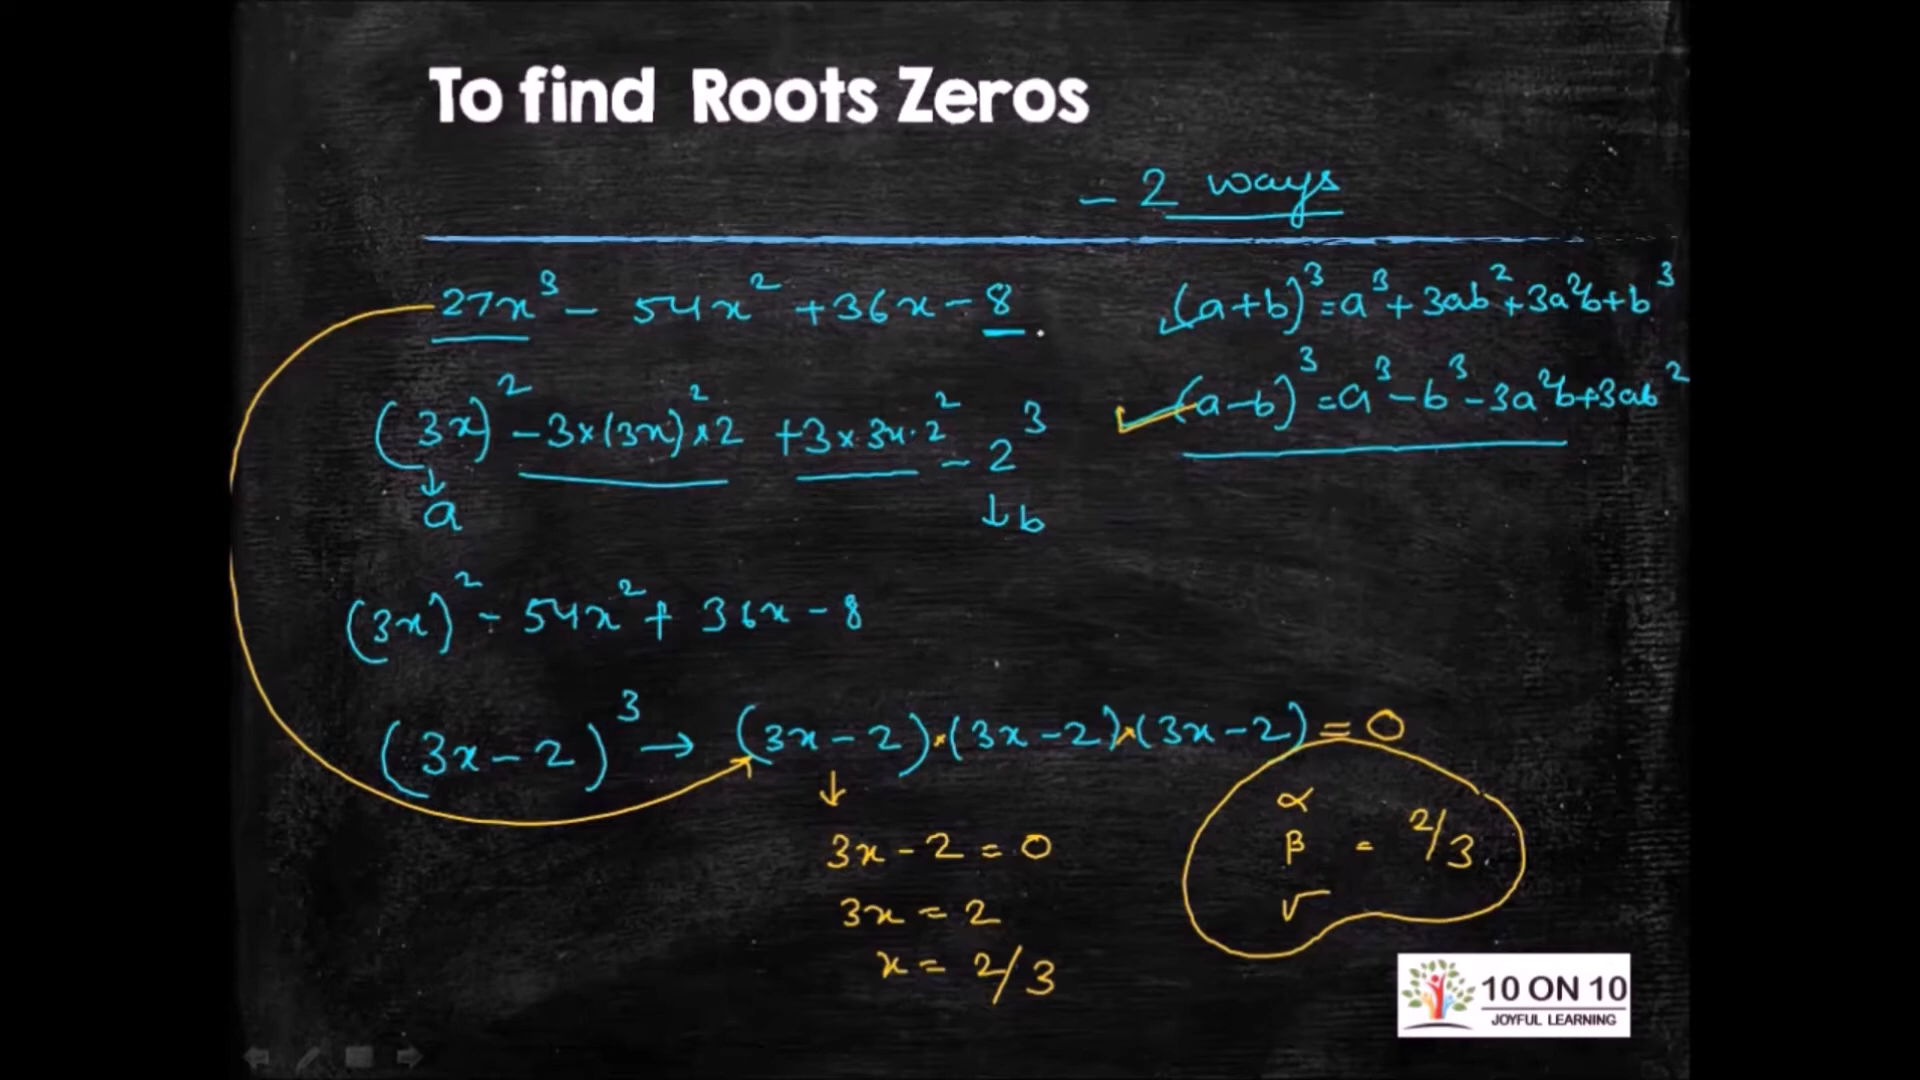 To find Roots Zeros
- 2 ways
27x³ - 54x² + 36x - 8
(a+b)³ = a³ + 3ab² + 3a²b + b³
(3x)² - 3×(3x)²×2 + 3×3x·2² - 2³
(a-b)³ = a³ - b³ - 3a²b + 3ab²
↓ ↓
a b
(3x)² - 54x² + 36x - 8
(3x-2)³ → (3x-2)×(3x-2)×(3x-2) = 0
↓
3x - 2 = 0
3x = 2
x = 2/3
α
β = 2/3
γ
10 ON 10
JOYFUL LEARNING